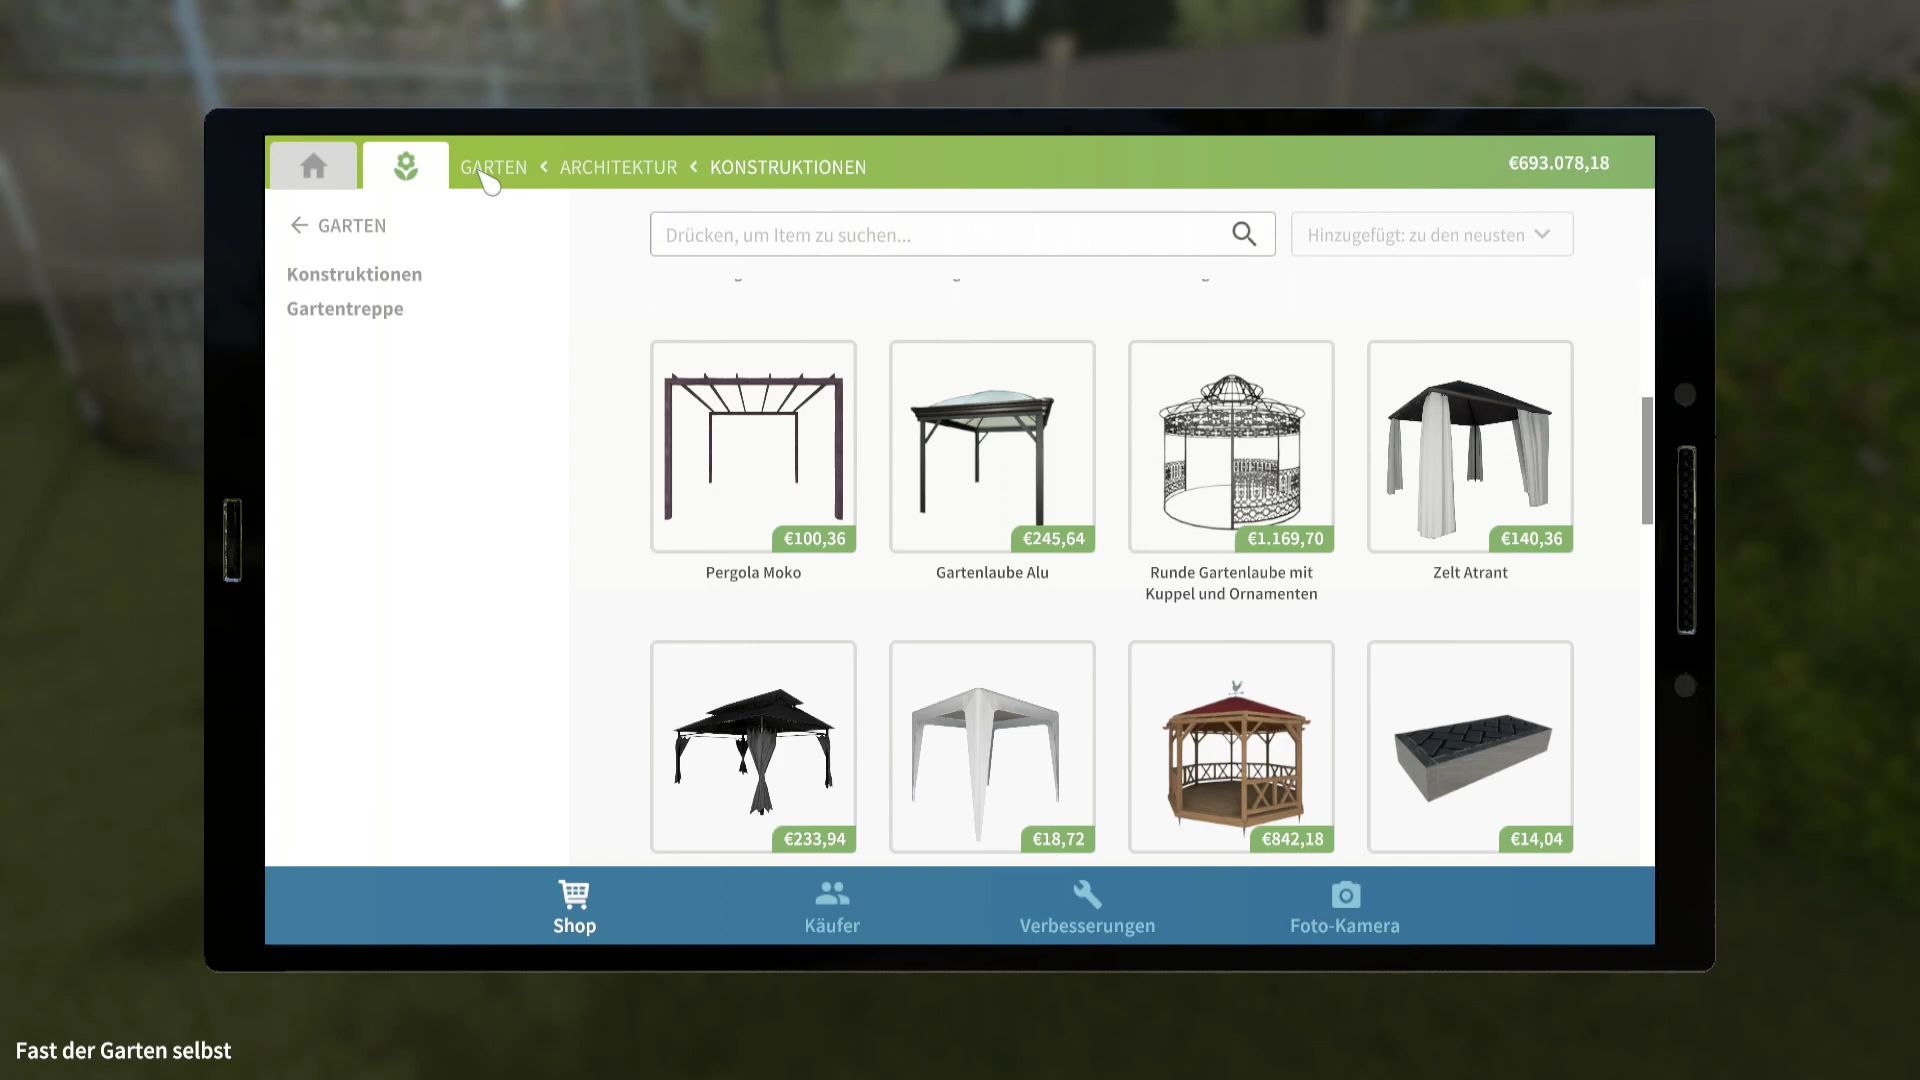 GARTEN < ARCHITEKTUR < KONSTRUKTIONEN
€693.078,18
GARTEN
Konstruktionen
Gartentreppe
Drücken, um Item zu suchen...
Hinzugefügt: zu den neusten
€100,36
€245,64
€1.169,70
€140,36
Pergola Moko
Gartenlaube Alu
Runde Gartenlaube mit
Kuppel und Ornamenten
Zelt Atrant
€233,94
€18,72
€842,18
€14,04
Shop
Käufer
Verbesserungen
Foto-Kamera
Fast der Garten selbst